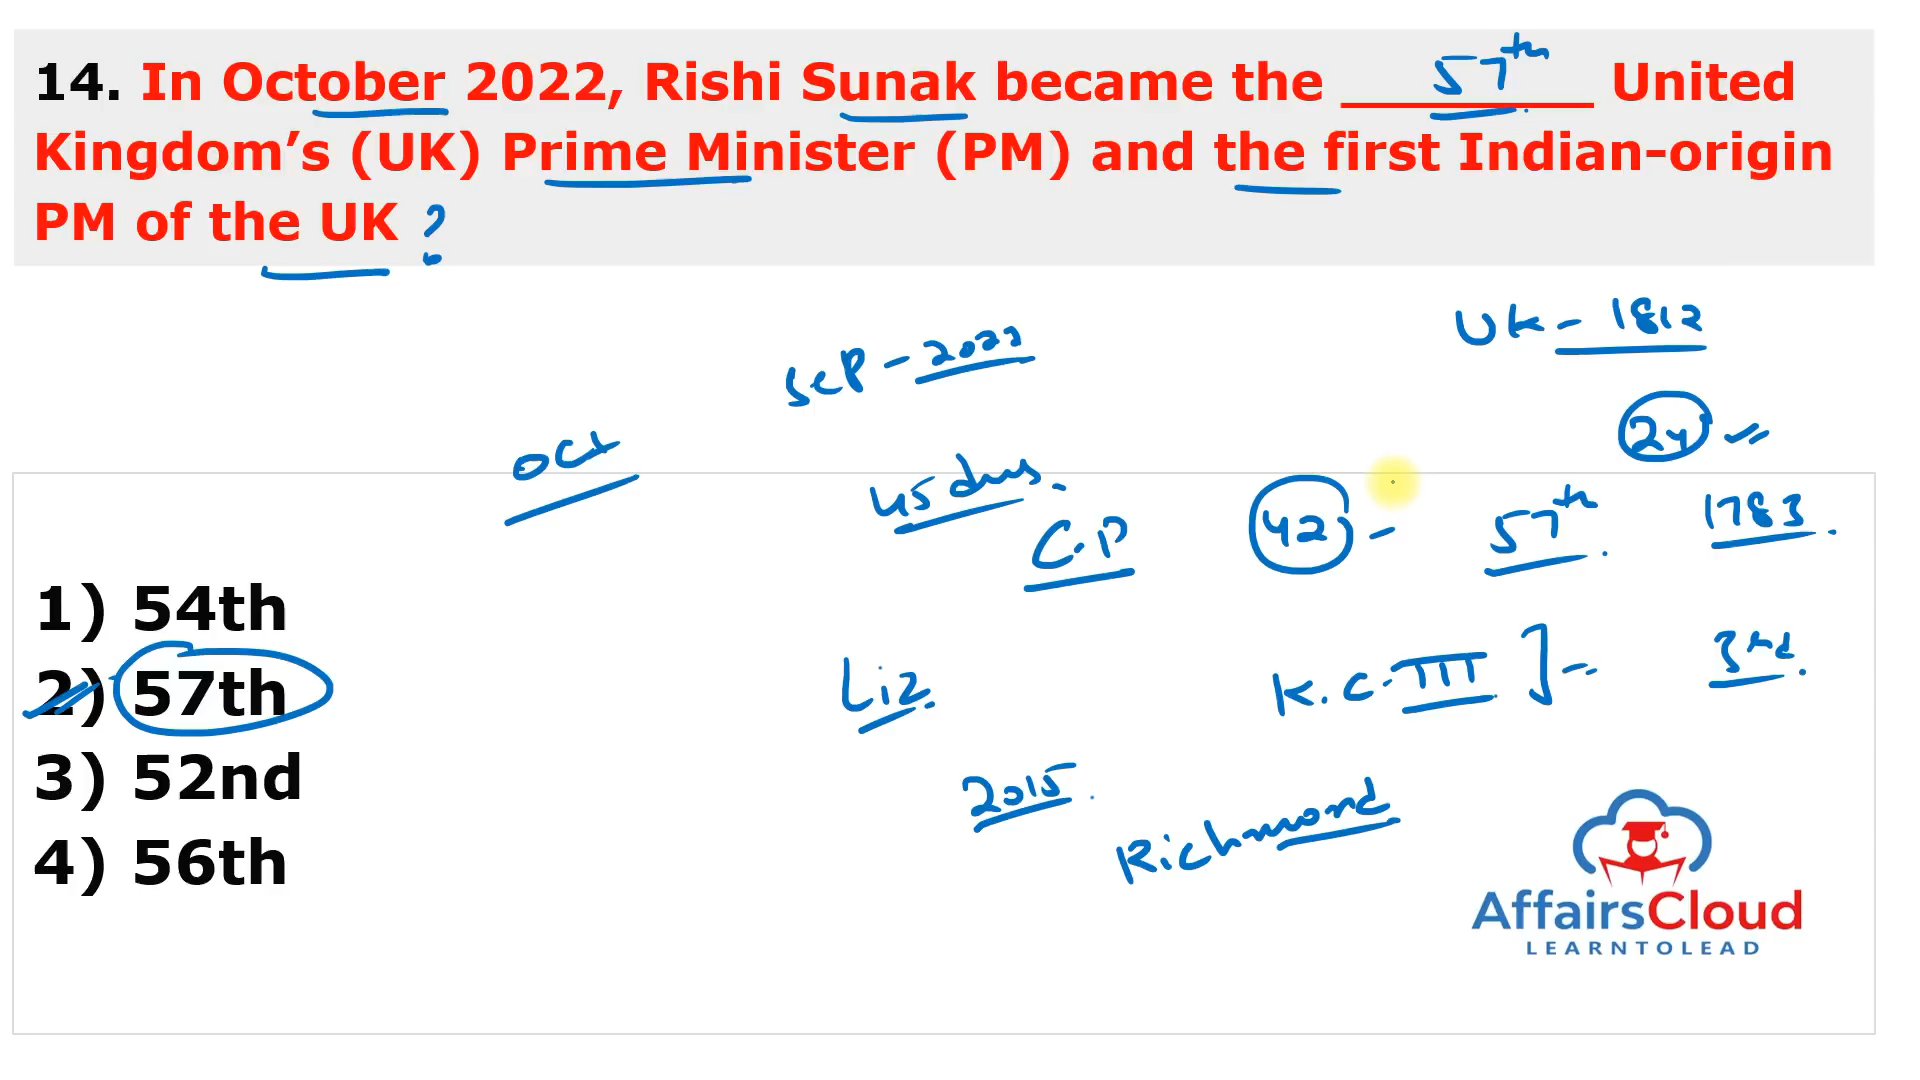 14. In October 2022, Rishi Sunak became the 57th United
Kingdom’s (UK) Prime Minister (PM) and the first Indian-origin
PM of the UK ?
UK - 1812
Sep - 2022
24
Oct
45 days.
C.P
42 - 57th 1783
1) 54th
2) 57th
3) 52nd
4) 56th
Liz
K.C. III ] = 3rd
2015
Richmond
AffairsCloud
LEARNTOLEAD